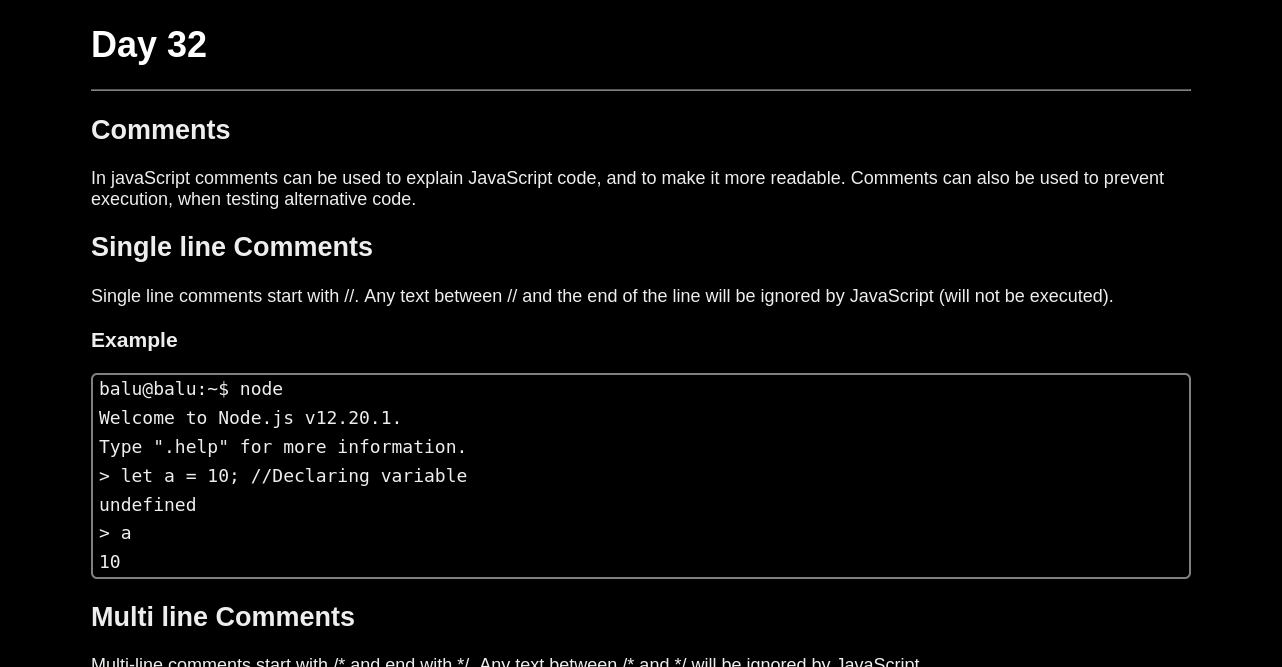 Day 32
Comments
In javaScript comments can be used to explain JavaScript code, and to make it more readable. Comments can also be used to prevent
execution, when testing alternative code.
Single line Comments
Single line comments start with //. Any text between // and the end of the line will be ignored by JavaScript (will not be executed).
Example
balu@balu:~$ node
Welcome to Node.js v12.20.1.
Type ".help" for more information.
> let a = 10; //Declaring variable
undefined
> a
10
Multi line Comments
Multi-line comments start with /* and end with */. Any text between /* and */ will be ignored by JavaScript.